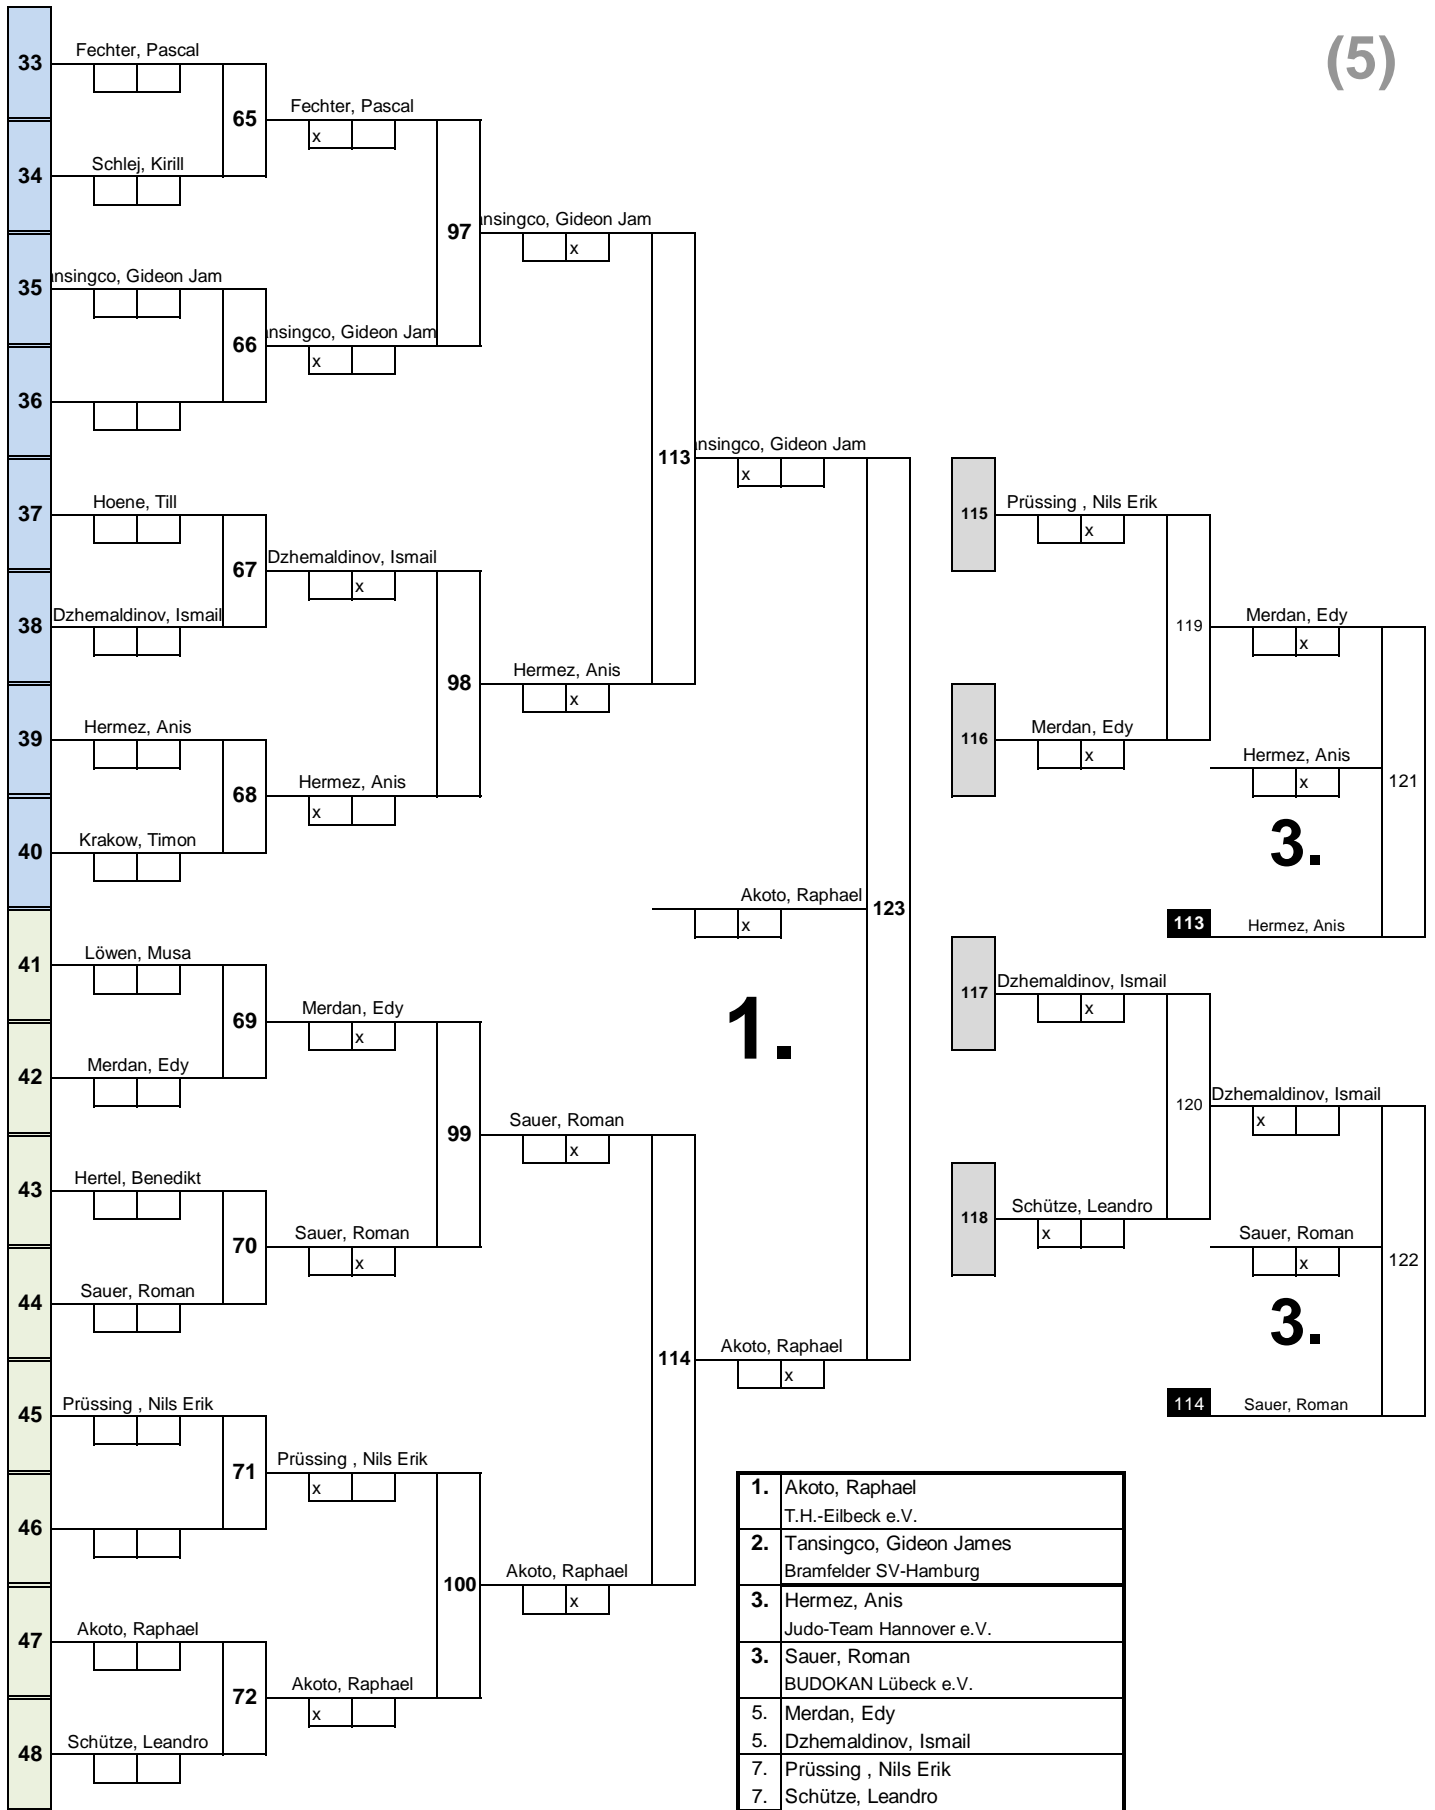 (5)
33
Fechter, Pascal
65
Fechter, Pascal
x
34
Schlej, Kirill
97
nsingco, Gideon Jam
x
35
nsingco, Gideon Jam
66
nsingco, Gideon Jam
x
36
113
nsingco, Gideon Jam
x
37
Hoene, Till
67
Dzhemaldinov, Ismail
x
38
Dzhemaldinov, Ismail
98
Hermez, Anis
x
39
Hermez, Anis
68
Hermez, Anis
x
40
Krakow, Timon
Akoto, Raphael
x
123
1.
41
Löwen, Musa
69
Merdan, Edy
x
42
Merdan, Edy
99
Sauer, Roman
x
43
Hertel, Benedikt
70
Sauer, Roman
x
44
Sauer, Roman
114
Akoto, Raphael
x
45
Prüssing , Nils Erik
71
Prüssing , Nils Erik
x
46
100
Akoto, Raphael
x
47
Akoto, Raphael
72
Akoto, Raphael
x
48
Schütze, Leandro
115
Prüssing , Nils Erik
x
119
Merdan, Edy
x
116
Merdan, Edy
x
Hermez, Anis
x
121
3.
113
Hermez, Anis
117
Dzhemaldinov, Ismail
x
120
Dzhemaldinov, Ismail
x
118
Schütze, Leandro
x
Sauer, Roman
x
122
3.
114
Sauer, Roman
1. Akoto, Raphael
T.H.-Eilbeck e.V.
2. Tansingco, Gideon James
Bramfelder SV-Hamburg
3. Hermez, Anis
Judo-Team Hannover e.V.
3. Sauer, Roman
BUDOKAN Lübeck e.V.
5. Merdan, Edy
5. Dzhemaldinov, Ismail
7. Prüssing , Nils Erik
7. Schütze, Leandro